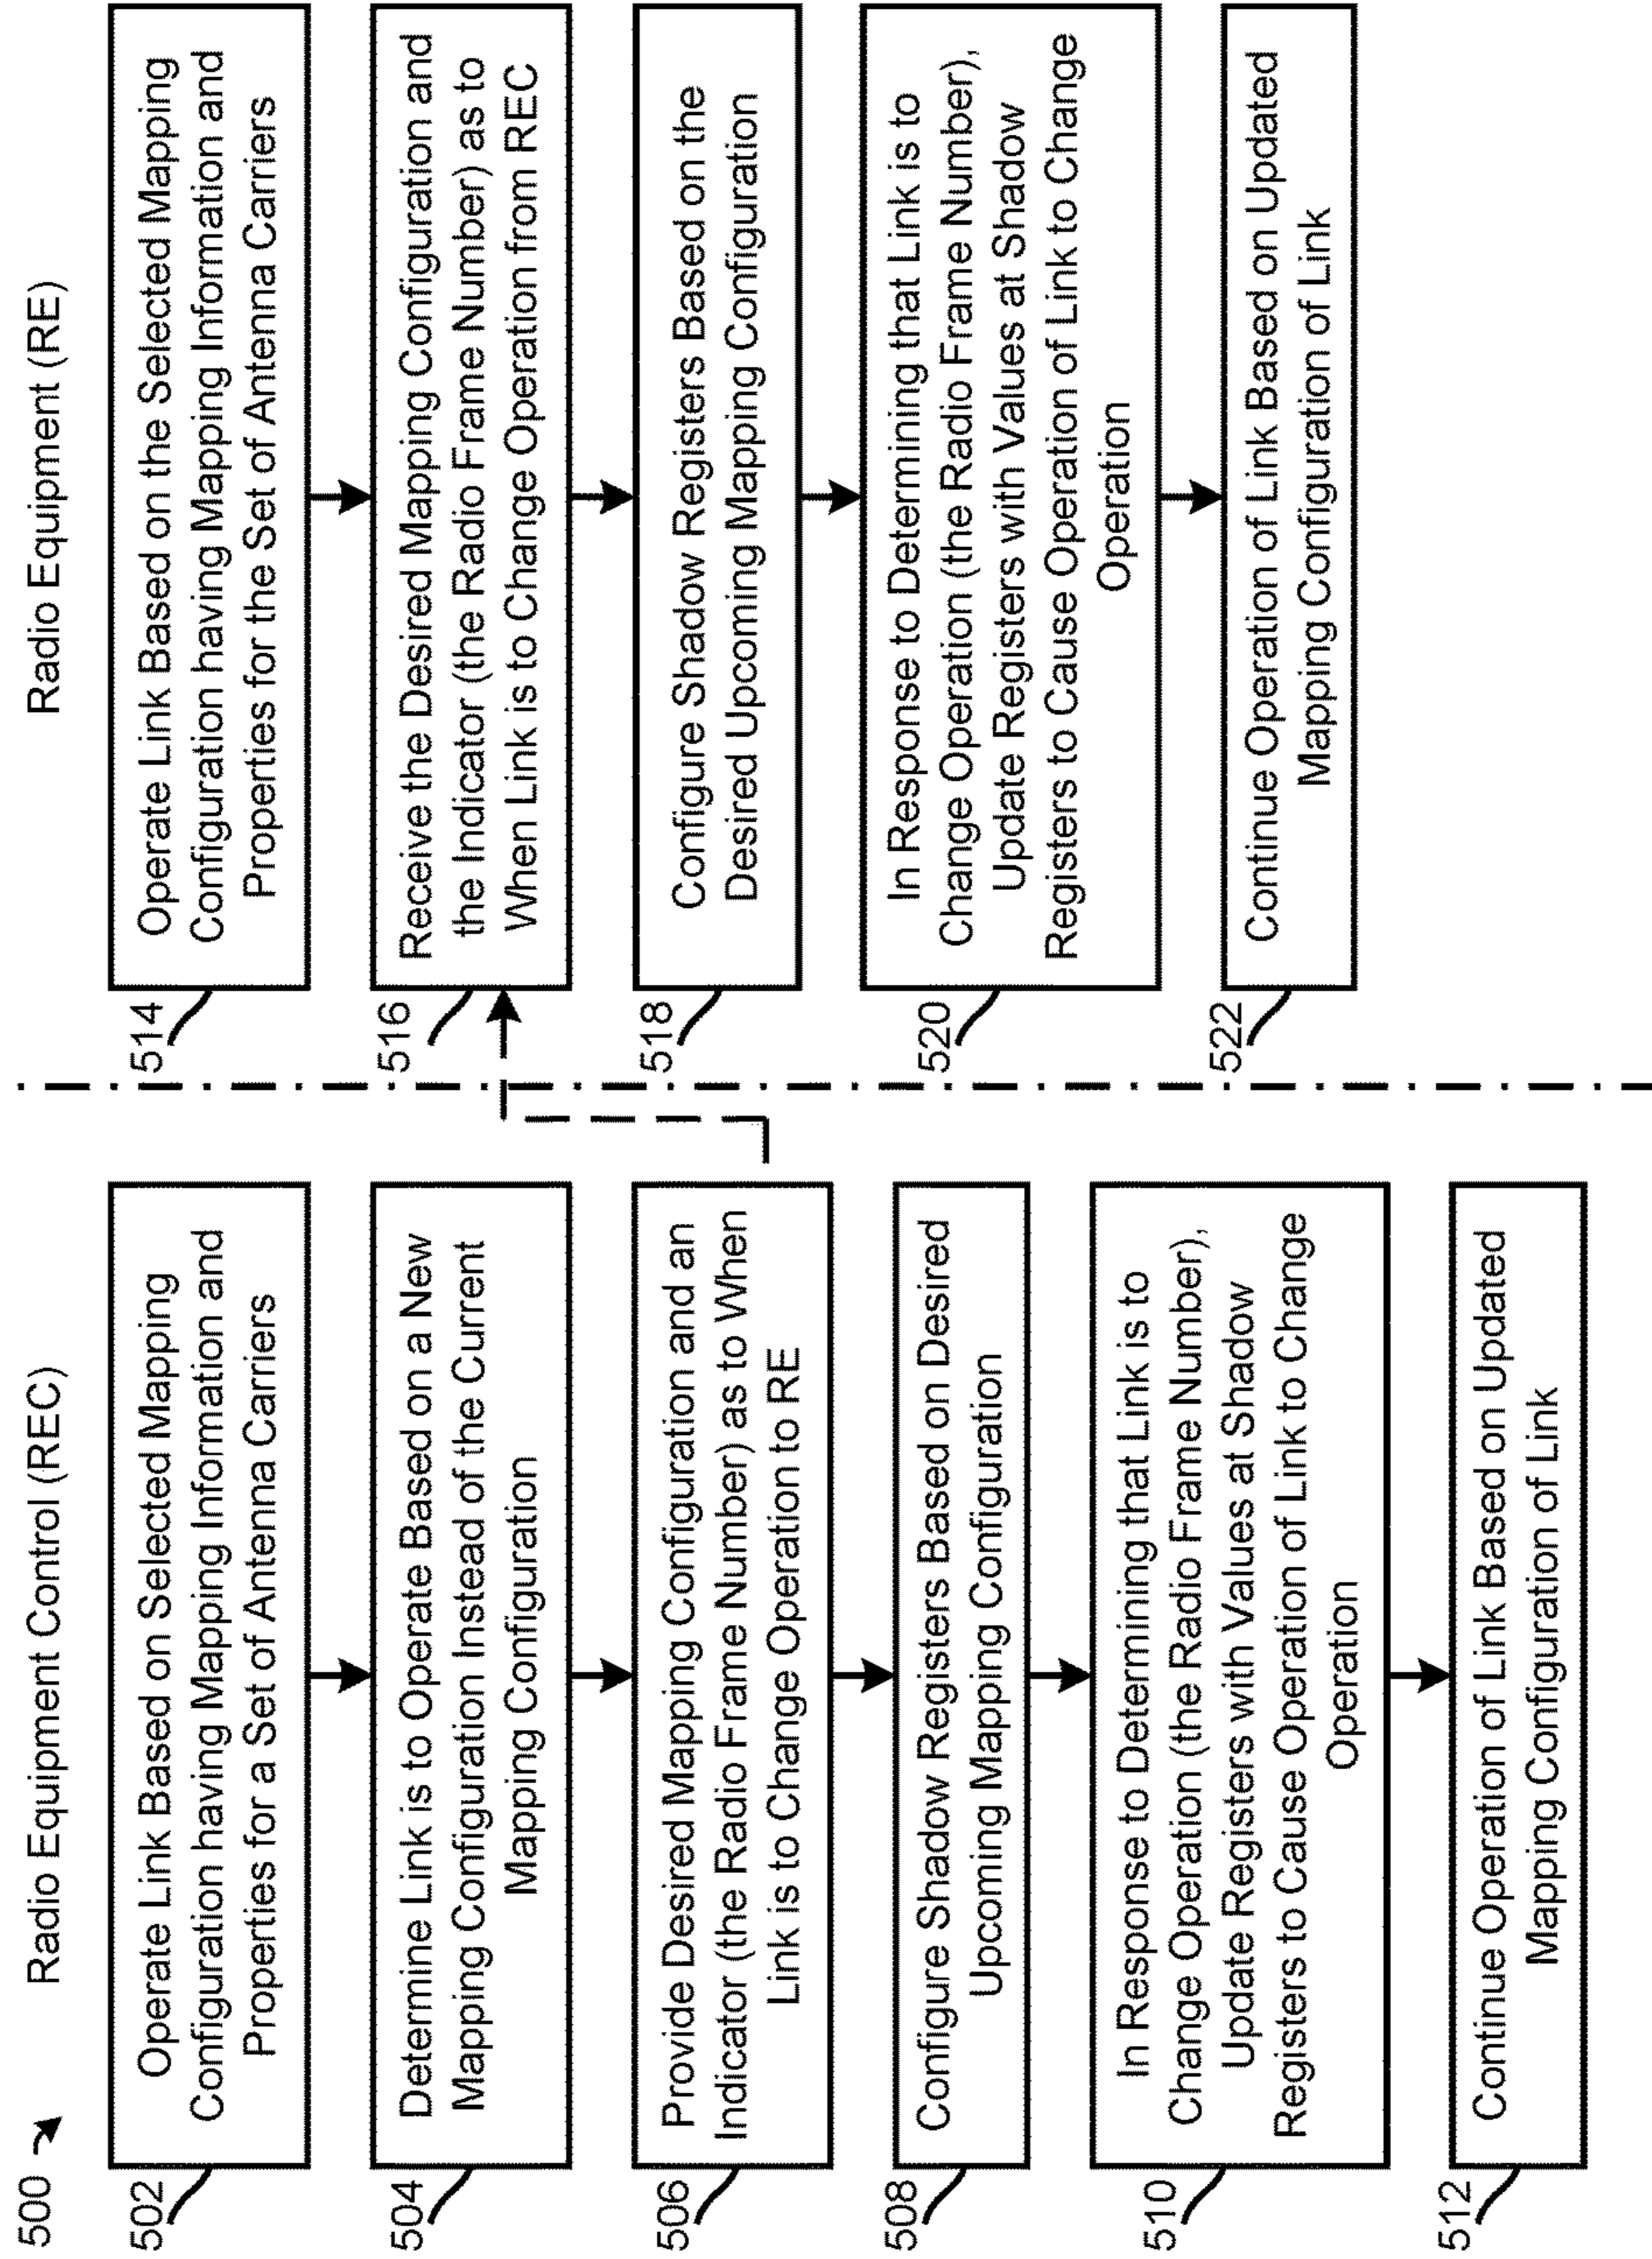 500
Radio Equipment Control (REC)
502
Operate Link Based on Selected Mapping
Configuration having Mapping Information and
Properties for a Set of Antenna Carriers
504
Determine Link is to Operate Based on a New
Mapping Configuration Instead of the Current
Mapping Configuration
506
Provide Desired Mapping Configuration and an
Indicator (the Radio Frame Number) as to When
Link is to Change Operation to RE
508
Configure Shadow Registers Based on Desired
Upcoming Mapping Configuration
510
In Response to Determining that Link is to
Change Operation (the Radio Frame Number),
Update Registers with Values at Shadow
Registers to Cause Operation of Link to Change
Operation
512
Continue Operation of Link Based on Updated
Mapping Configuration of Link
Radio Equipment (RE)
514
Operate Link Based on the Selected Mapping
Configuration having Mapping Information and
Properties for the Set of Antenna Carriers
516
Receive the Desired Mapping Configuration and
the Indicator (the Radio Frame Number) as to
When Link is to Change Operation from REC
518
Configure Shadow Registers Based on the
Desired Upcoming Mapping Configuration
520
In Response to Determining that Link is to
Change Operation (the Radio Frame Number),
Update Registers with Values at Shadow
Registers to Cause Operation of Link to Change
Operation
522
Continue Operation of Link Based on Updated
Mapping Configuration of Link